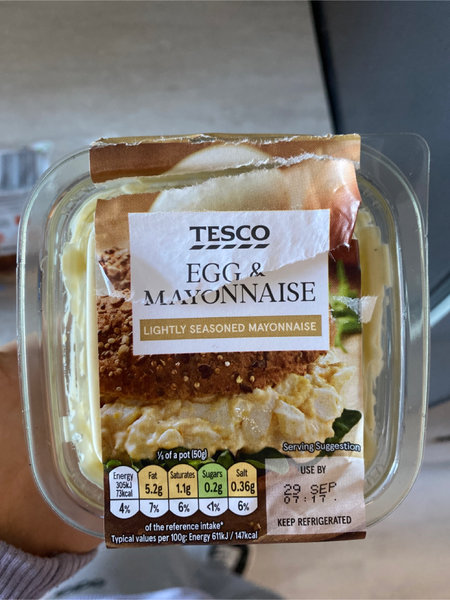 TESCO
EGG &
MAYONNAISE
LIGHTLY SEASONED MAYONNAISE
Serving Suggestion
⅕ of a pot (50g)
Energy
305kJ
73kcal
4%
Fat
5.2g
7%
Saturates
1.1g
6%
Sugars
0.2g
<1%
Salt
0.36g
6%
of the reference intake*
Typical values per 100g: Energy 611kJ / 147kcal
USE BY
29 SEP
07:17
KEEP REFRIGERATED